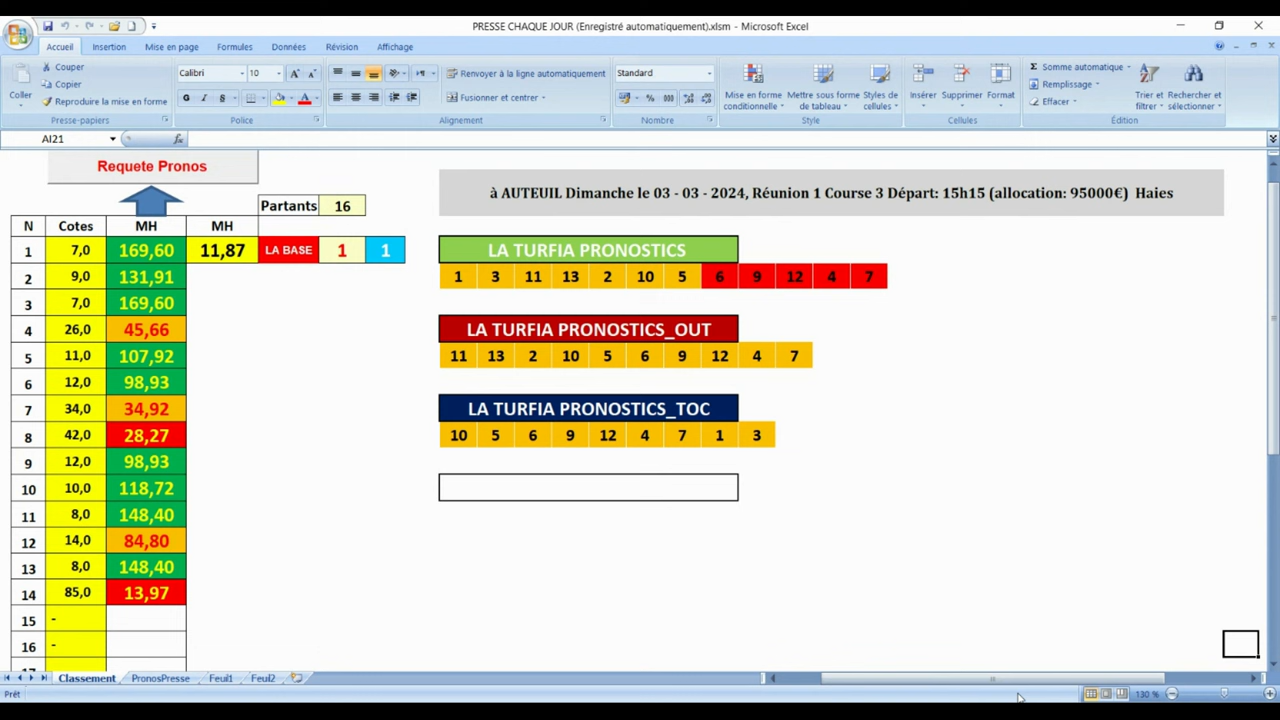 PRESSE CHAQUE JOUR (Enregistré automatiquement).xlsm - Microsoft Excel
Accueil Insertion Mise en page Formules Données Révision Affichage
Coller
Couper
Copier
Reproduire la mise en forme
Presse-papiers
Calibri 10
G I S
Police
Renvoyer à la ligne automatiquement
Fusionner et centrer
Alignement
Standard
% 000
Nombre
Mise en forme conditionnelle
Mettre sous forme de tableau
Styles de cellules
Style
Insérer Supprimer Format
Cellules
Somme automatique
Remplissage
Effacer
Trier et filtrer
Rechercher et sélectionner
Édition
AI21 fx
Requete Pronos
Partants 16
N Cotes MH MH
1 7,0 169,60 11,87 LA BASE 1 1
2 9,0 131,91
3 7,0 169,60
4 26,0 45,66
5 11,0 107,92
6 12,0 98,93
7 34,0 34,92
8 42,0 28,27
9 12,0 98,93
10 10,0 118,72
11 8,0 148,40
12 14,0 84,80
13 8,0 148,40
14 85,0 13,97
15 -
16 -
à AUTEUIL Dimanche le 03 - 03 - 2024, Réunion 1 Course 3 Départ: 15h15 (allocation: 95000€) Haies
LA TURFIA PRONOSTICS
1 3 11 13 2 10 5 6 9 12 4 7
LA TURFIA PRONOSTICS_OUT
11 13 2 10 5 6 9 12 4 7
LA TURFIA PRONOSTICS_TOC
10 5 6 9 12 4 7 1 3
Classement PronosPresse Feuil1 Feuil2
Prêt 130 %